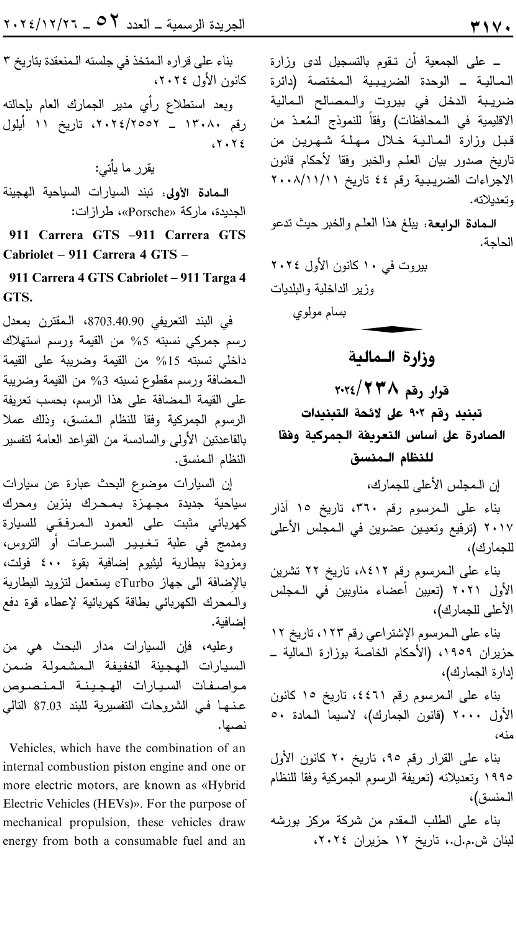 ٣١٧٠
الجريدة الرسمية ــ العدد ٥٢ ــ ٢٠٢٤/١٢/٢٦
ــ على الجمعية أن تقوم بالتسجيل لدى وزارة
المالية ــ الوحدة الضريبية المختصة (دائرة
ضريبة الدخل في بيروت والمصالح المالية
الاقليمية في المحافظات) وفقاً للنموذج المُعدّ من
قبل وزارة المالية خلال مهلة شهرين من
تاريخ صدور بيان العلم والخبر وفقا لأحكام قانون
الاجراءات الضريبية رقم ٤٤ تاريخ ٢٠٠٨/١١/١١
وتعديلاته.
المادة الرابعة: يبلغ هذا العلم والخبر حيث تدعو
الحاجة.
بيروت في ١٠ كانون الأول ٢٠٢٤
وزير الداخلية والبلديات
بسام مولوي
وزارة المالية
قرار رقم ٢٠٢٤/٢٣٨
تبنيد رقم ٩٠٢ على لائحة التبنيدات
الصادرة على أساس التعريفة الجمركية وفقا
للنظام المنسق
إن المجلس الأعلى للجمارك،
بناء على المرسوم رقم ٣٦٠، تاريخ ١٥ آذار
٢٠١٧ (ترفيع وتعيين عضوين في المجلس الأعلى
للجمارك)،
بناء على المرسوم رقم ٨٤١٢، تاريخ ٢٢ تشرين
الأول ٢٠٢١ (تعيين أعضاء مناوبين في المجلس
الأعلى للجمارك)،
بناء على المرسوم الإشتراعي رقم ١٢٣، تاريخ ١٢
حزيران ١٩٥٩، (الأحكام الخاصة بوزارة المالية ــ
إدارة الجمارك)،
بناء على المرسوم رقم ٤٤٦١، تاريخ ١٥ كانون
الأول ٢٠٠٠ (قانون الجمارك)، لاسيما المادة ٥٠
منه،
بناء على القرار رقم ٩٥، تاريخ ٢٠ كانون الأول
١٩٩٥ وتعديلاته (تعريفة الرسوم الجمركية وفقا للنظام
المنسق)،
بناء على الطلب المقدم من شركة مركز بورشه
لبنان ش.م.ل.، تاريخ ١٢ حزيران ٢٠٢٤،
بناء على قراره المتخذ في جلسته المنعقدة بتاريخ ٣
كانون الأول ٢٠٢٤،
وبعد استطلاع رأي مدير الجمارك العام بإحالته
رقم ١٣٠٨٠ ــ ٢٠٢٤/٢٥٥٢، تاريخ ١١ أيلول
٢٠٢٤،
يقرر ما يأتي:
المادة الأولى: تبند السيارات السياحية الهجينة
الجديدة، ماركة «Porsche»، طرازات:
911 Carrera GTS –911 Carrera GTS
Cabriolet – 911 Carrera 4 GTS –
911 Carrera 4 GTS Cabriolet – 911 Targa 4
GTS.
في البند التعريفي 8703.40.90، المقترن بمعدل
رسم جمركي نسبته 5% من القيمة ورسم استهلاك
داخلي نسبته 15% من القيمة وضريبة على القيمة
المضافة ورسم مقطوع نسبته 3% من القيمة وضريبة
على القيمة المضافة على هذا الرسم، بحسب تعريفة
الرسوم الجمركية وفقا للنظام المنسق، وذلك عملا
بالقاعدتين الأولى والسادسة من القواعد العامة لتفسير
النظام المنسق.
إن السيارات موضوع البحث عبارة عن سيارات
سياحية جديدة مجهزة بمحرك بنزين ومحرك
كهربائي مثبت على العمود المرفقي للسيارة
ومدمج في علبة تغيير السرعات أو التروس،
ومزودة ببطارية ليثيوم إضافية بقوة ٤٠٠ فولت،
بالإضافة الى جهاز eTurbo يستعمل لتزويد البطارية
والمحرك الكهربائي بطاقة كهربائية لإعطاء قوة دفع
إضافية.
وعليه، فإن السيارات مدار البحث هي من
السيارات الهجينة الخفيفة المشمولة ضمن
مواصفات السيارات الهجينة المنصوص
عنها في الشروحات التفسيرية للبند 87.03 التالي
نصها.
Vehicles, which have the combination of an
internal combustion piston engine and one or
more electric motors, are known as «Hybrid
Electric Vehicles (HEVs)». For the purpose of
mechanical propulsion, these vehicles draw
energy from both a consumable fuel and an